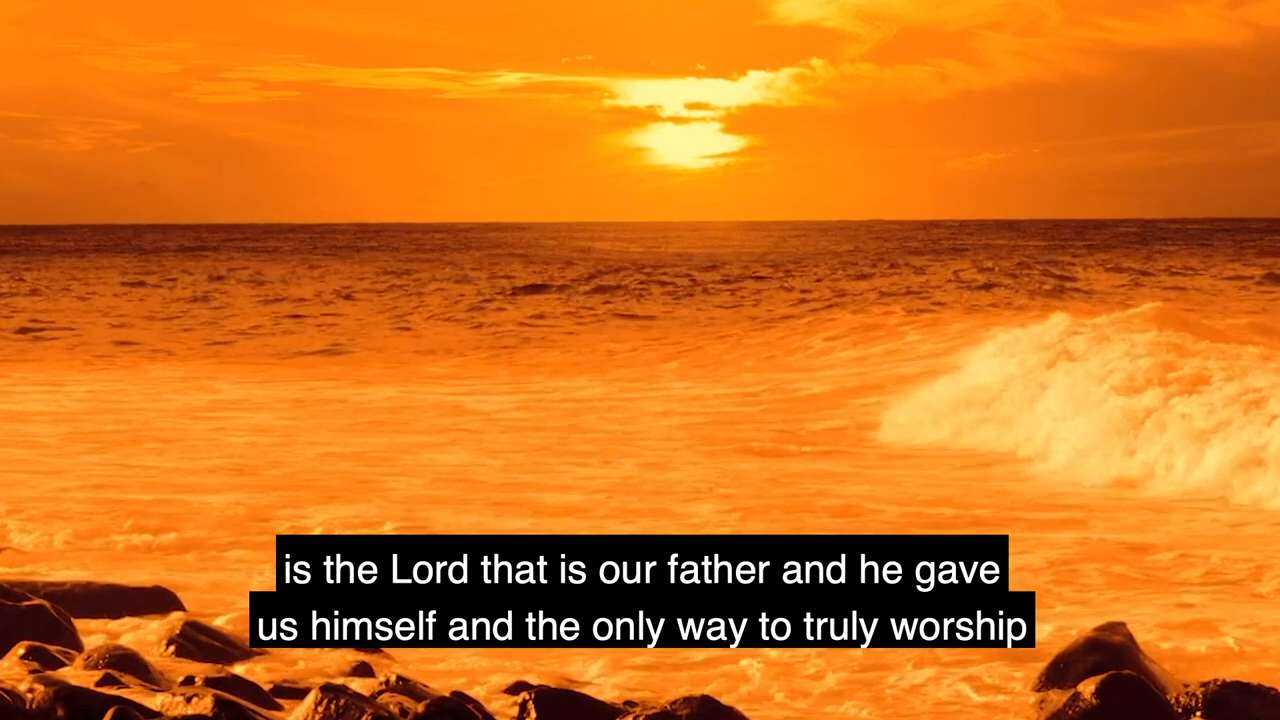 is the Lord that is our father and he gave
us himself and the only way to truly worship